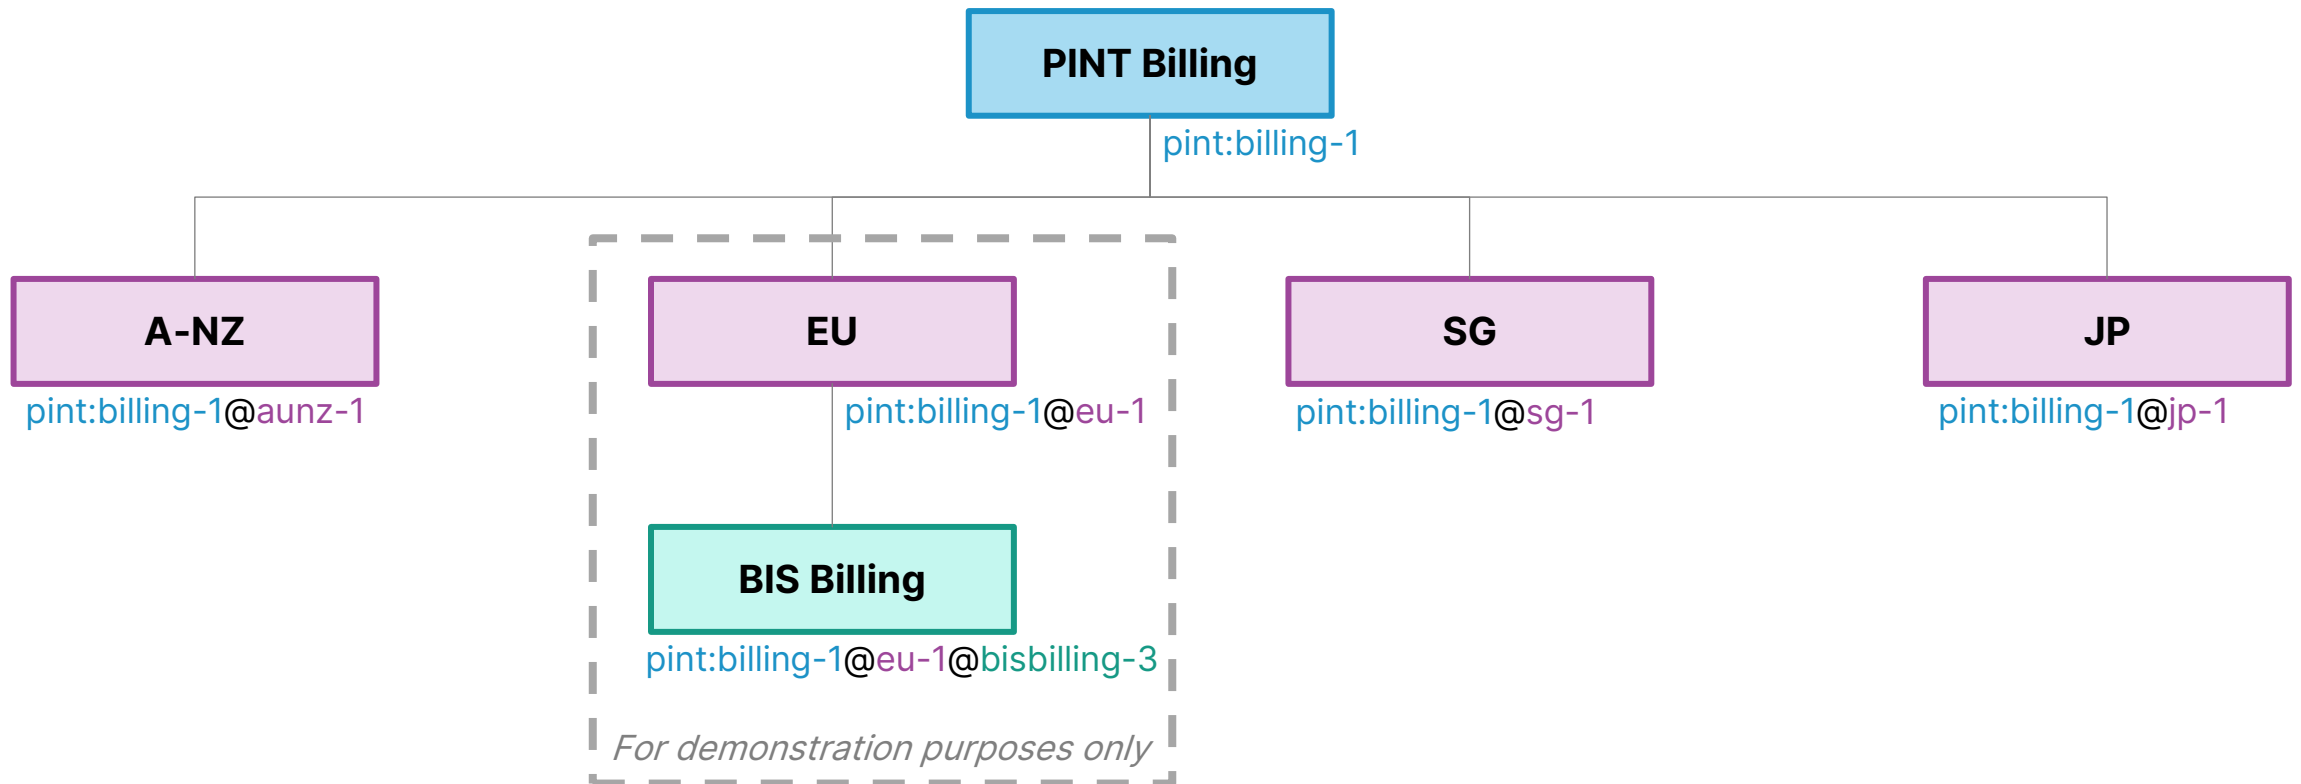 PINT Billing
pint:billing-1
A-NZ
EU
SG
JP
pint:billing-1@aunz-1
pint:billing-1@eu-1
pint:billing-1@sg-1
pint:billing-1@jp-1
BIS Billing
pint:billing-1@eu-1@bisbilling-3
For demonstration purposes only